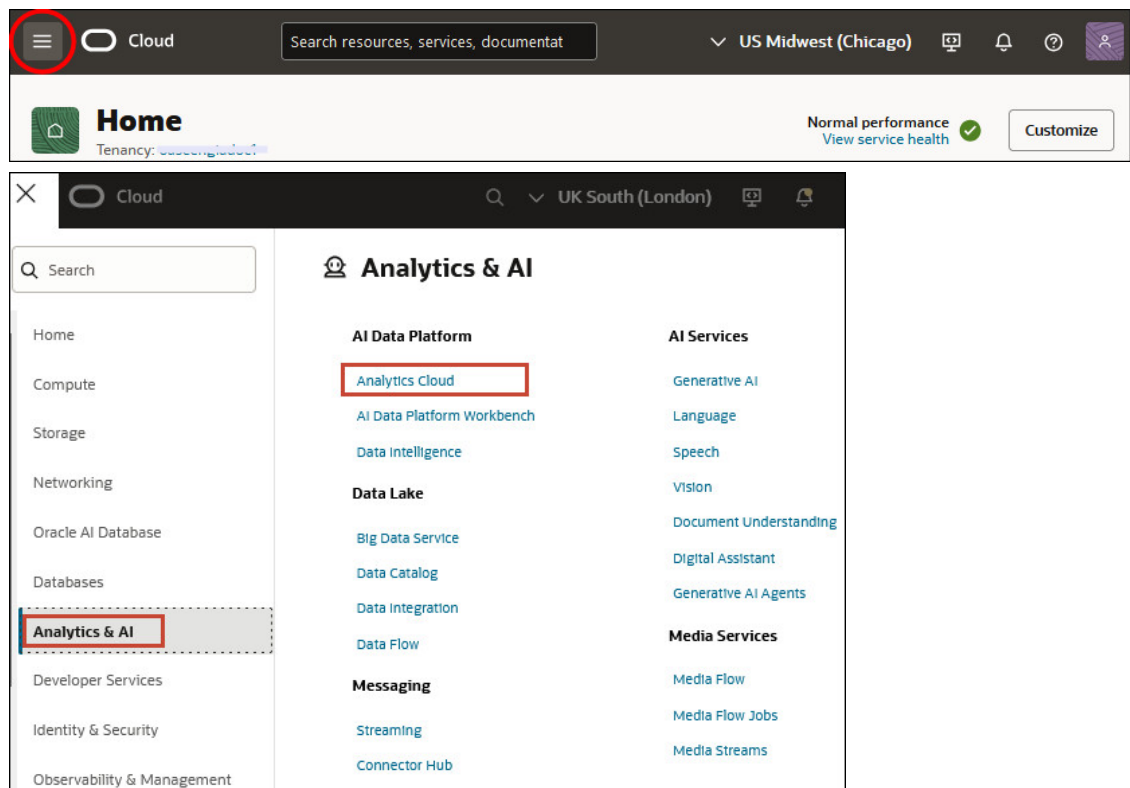 Cloud
Search resources, services, documentat
US Midwest (Chicago)
Home
Tenancy:
Normal performance
View service health
Customize
Cloud
UK South (London)
Search
Home
Compute
Storage
Networking
Oracle AI Database
Databases
Analytics & AI
Developer Services
Identity & Security
Observability & Management
Analytics & AI
AI Data Platform
Analytics Cloud
AI Data Platform Workbench
Data Intelligence
Data Lake
Big Data Service
Data Catalog
Data Integration
Data Flow
Messaging
Streaming
Connector Hub
AI Services
Generative AI
Language
Speech
Vision
Document Understanding
Digital Assistant
Generative AI Agents
Media Services
Media Flow
Media Flow Jobs
Media Streams